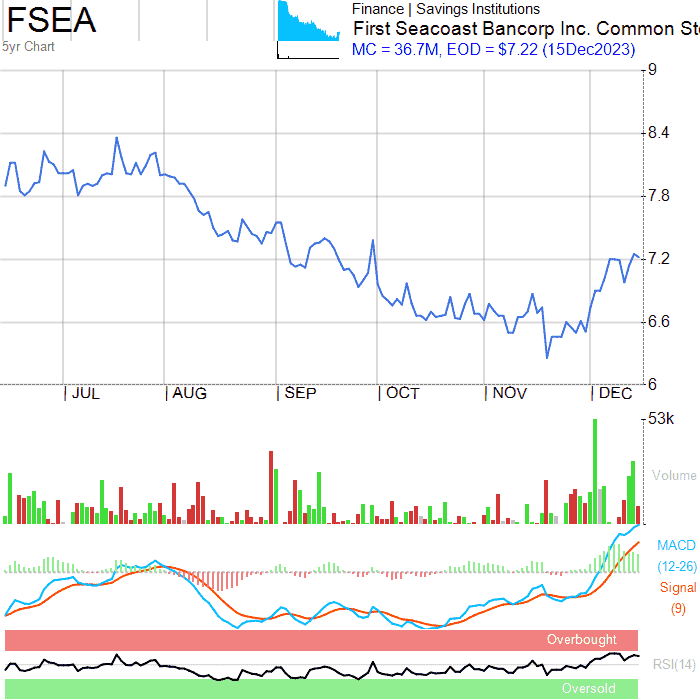 FSEA
5yr Chart
Finance | Savings Institutions
First Seacoast Bancorp Inc. Common St
MC = 36.7M, EOD = $7.22 (15Dec2023)
9
8.4
7.8
7.2
6.6
6
JUL AUG SEP OCT NOV DEC
53k
Volume
MACD
(12-26)
Signal
(9)
Overbought
RSI(14)
Oversold